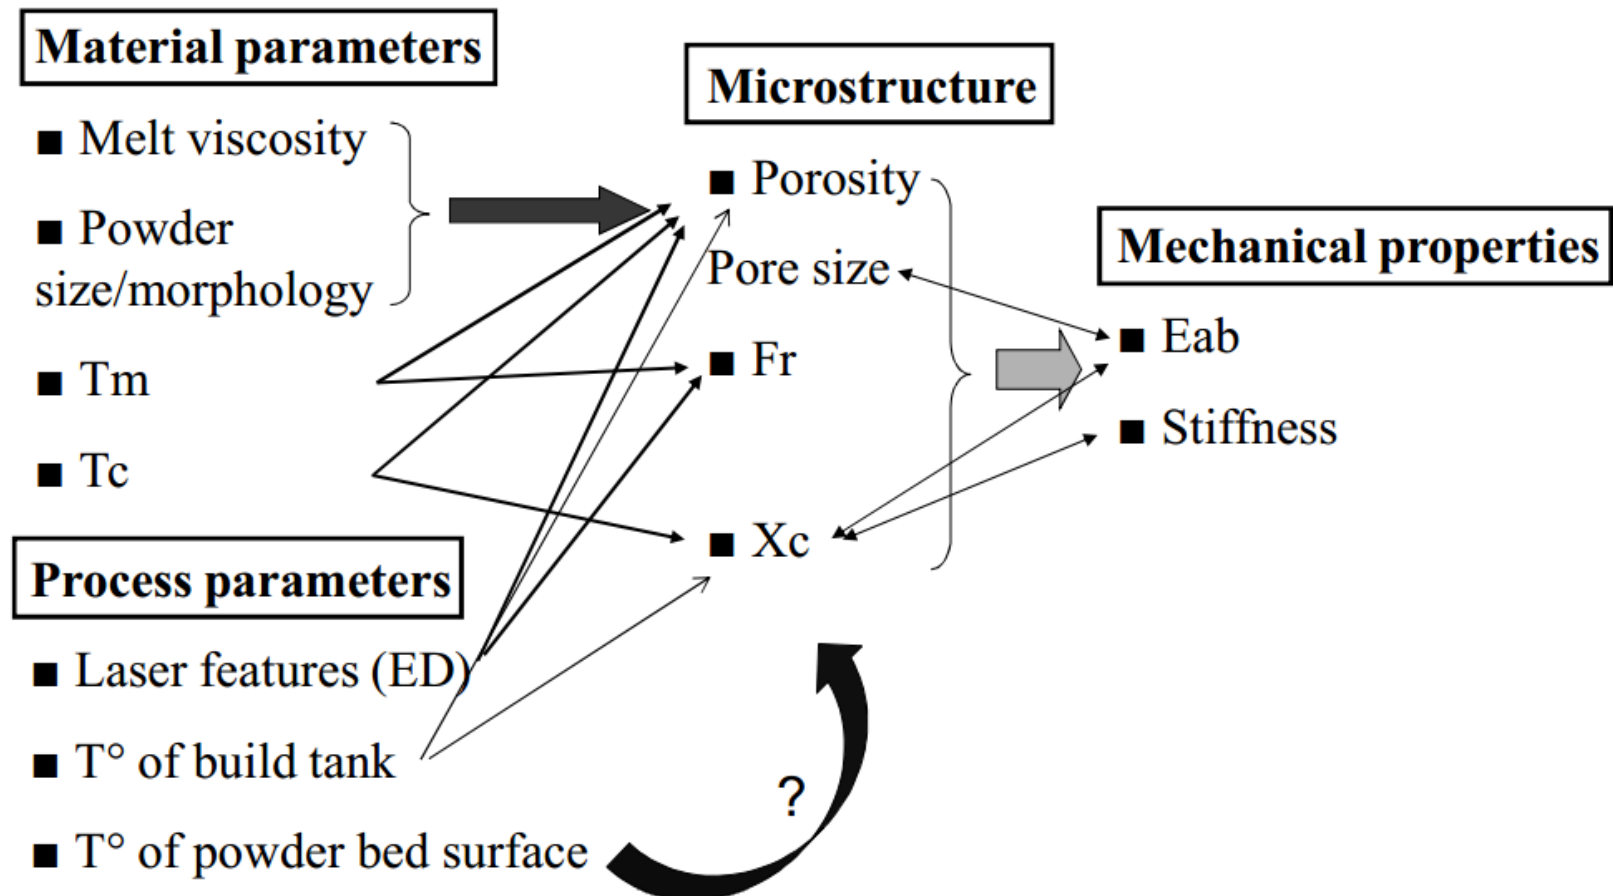 Material parameters
■ Melt viscosity
■ Powder
size/morphology
■ Tm
■ Tc
Process parameters
■ Laser features (ED)
■ T° of build tank
■ T° of powder bed surface
?
Microstructure
■ Porosity
Pore size
■ Fr
■ Xc
Mechanical properties
■ Eab
■ Stiffness